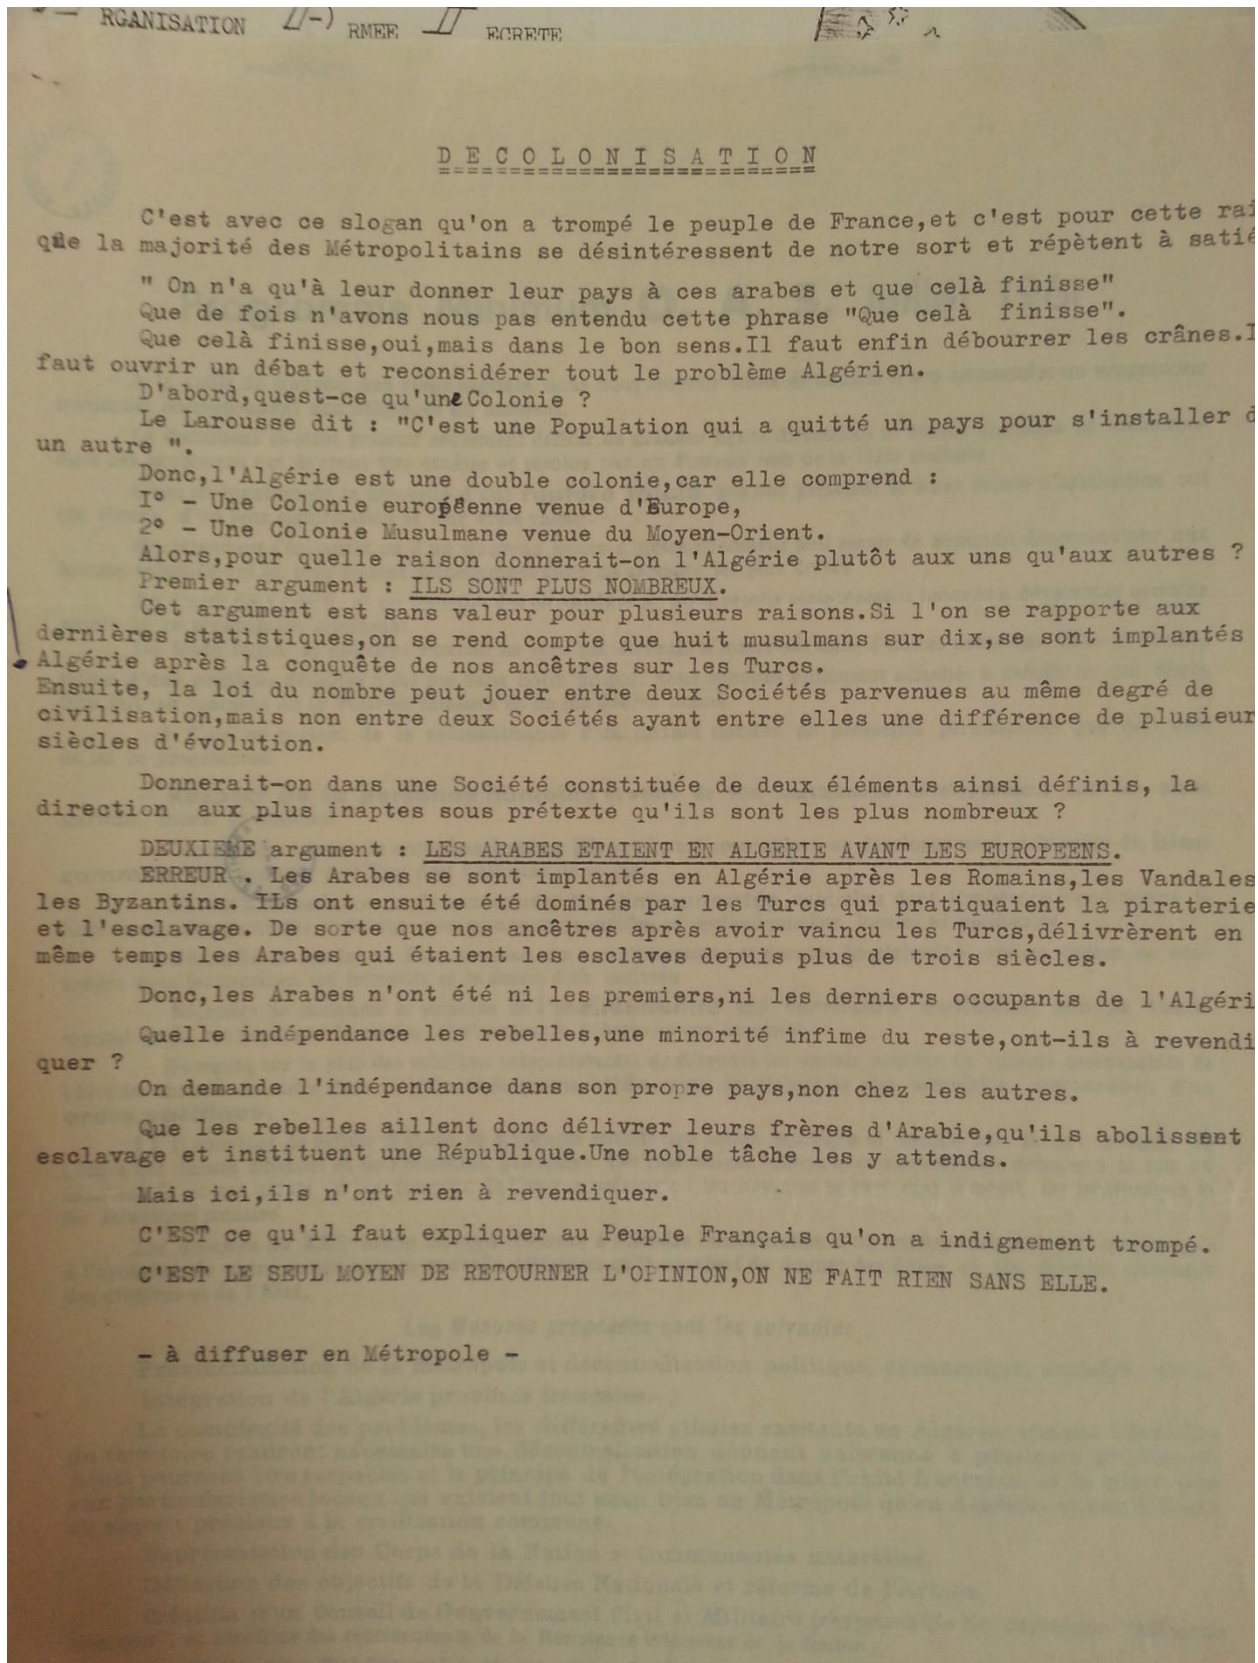 RGANISATION RMEE ECRETE
DECOLONISATION
C'est avec ce slogan qu'on a trompé le peuple de France,et c'est pour cette rai
que la majorité des Métropolitains se désintéressent de notre sort et répètent à satié
" On n'a qu'à leur donner leur pays à ces arabes et que celà finisse"
Que de fois n'avons nous pas entendu cette phrase "Que celà finisse".
Que celà finisse,oui,mais dans le bon sens.Il faut enfin débourrer les crânes.I
faut ouvrir un débat et reconsidérer tout le problème Algérien.
D'abord,quest-ce qu'une Colonie ?
Le Larousse dit : "C'est une Population qui a quitté un pays pour s'installer d
un autre ".
Donc,l'Algérie est une double colonie,car elle comprend :
I° - Une Colonie européenne venue d'Europe,
2° - Une Colonie Musulmane venue du Moyen-Orient.
Alors,pour quelle raison donnerait-on l'Algérie plutôt aux uns qu'aux autres ?
Premier argument : ILS SONT PLUS NOMBREUX.
Cet argument est sans valeur pour plusieurs raisons.Si l'on se rapporte aux
dernières statistiques,on se rend compte que huit musulmans sur dix,se sont implantés
Algérie après la conquête de nos ancêtres sur les Turcs.
Ensuite, la loi du nombre peut jouer entre deux Sociétés parvenues au même degré de
civilisation,mais non entre deux Sociétés ayant entre elles une différence de plusieur
siècles d'évolution.
Donnerait-on dans une Société constituée de deux éléments ainsi définis, la
direction aux plus inaptes sous prétexte qu'ils sont les plus nombreux ?
DEUXIEME argument : LES ARABES ETAIENT EN ALGERIE AVANT LES EUROPEENS.
ERREUR . Les Arabes se sont implantés en Algérie après les Romains,les Vandales
les Byzantins. ILs ont ensuite été dominés par les Turcs qui pratiquaient la piraterie
et l'esclavage. De sorte que nos ancêtres après avoir vaincu les Turcs,délivrèrent en
même temps les Arabes qui étaient les esclaves depuis plus de trois siècles.
Donc,les Arabes n'ont été ni les premiers,ni les derniers occupants de l'Algéri
Quelle indépendance les rebelles,une minorité infime du reste,ont-ils à revendi
quer ?
On demande l'indépendance dans son propre pays,non chez les autres.
Que les rebelles aillent donc délivrer leurs frères d'Arabie,qu'ils abolissent
esclavage et instituent une République.Une noble tâche les y attends.
Mais ici,ils n'ont rien à revendiquer.
C'EST ce qu'il faut expliquer au Peuple Français qu'on a indignement trompé.
C'EST LE SEUL MOYEN DE RETOURNER L'OPINION,ON NE FAIT RIEN SANS ELLE.
- à diffuser en Métropole -